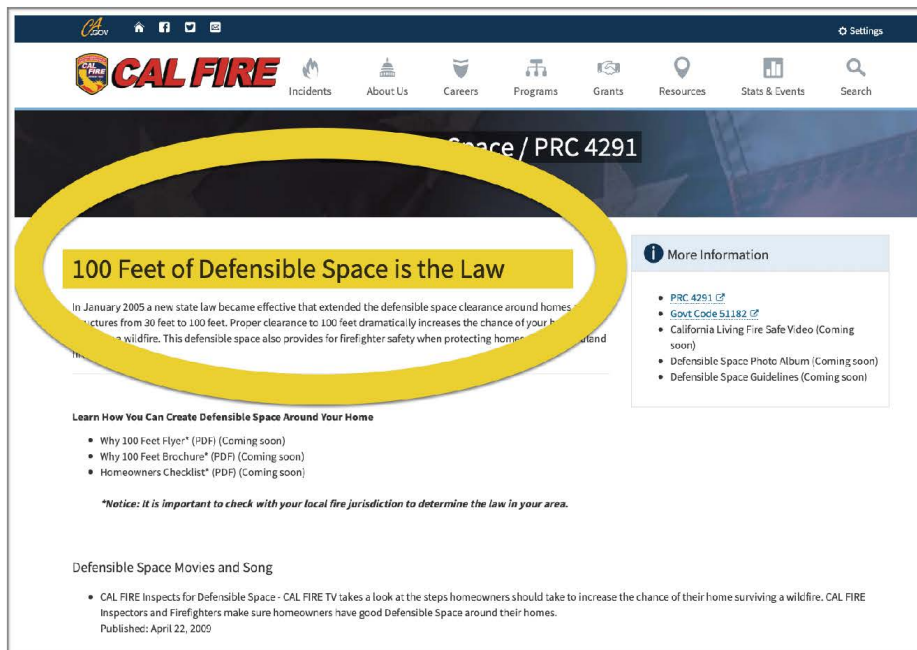 CA.GOV
Settings
CAL FIRE
CAL FIRE
Incidents
About Us
Careers
Programs
Grants
Resources
Stats & Events
Search
/ PRC 4291
100 Feet of Defensible Space is the Law
In January 2005 a new state law became effective that extended the defensible space clearance around homes
from 30 feet to 100 feet. Proper clearance to 100 feet dramatically increases the chance of your
wildfire. This defensible space also provides for firefighter safety when protecting
More Information
PRC 4291
Govt Code 51182
California Living Fire Safe Video (Coming
soon)
Defensible Space Photo Album (Coming soon)
Defensible Space Guidelines (Coming soon)
Learn How You Can Create Defensible Space Around Your Home
Why 100 Feet Flyer* (PDF) (Coming soon)
Why 100 Feet Brochure* (PDF) (Coming soon)
Homeowners Checklist* (PDF) (Coming soon)
*Notice: It is important to check with your local fire jurisdiction to determine the law in your area.
Defensible Space Movies and Song
CAL FIRE Inspects for Defensible Space - CAL FIRE TV takes a look at the steps homeowners should take to increase the chance of their home surviving a wildfire. CAL FIRE
Inspectors and Firefighters make sure homeowners have good Defensible Space around their homes.
Published: April 22, 2009